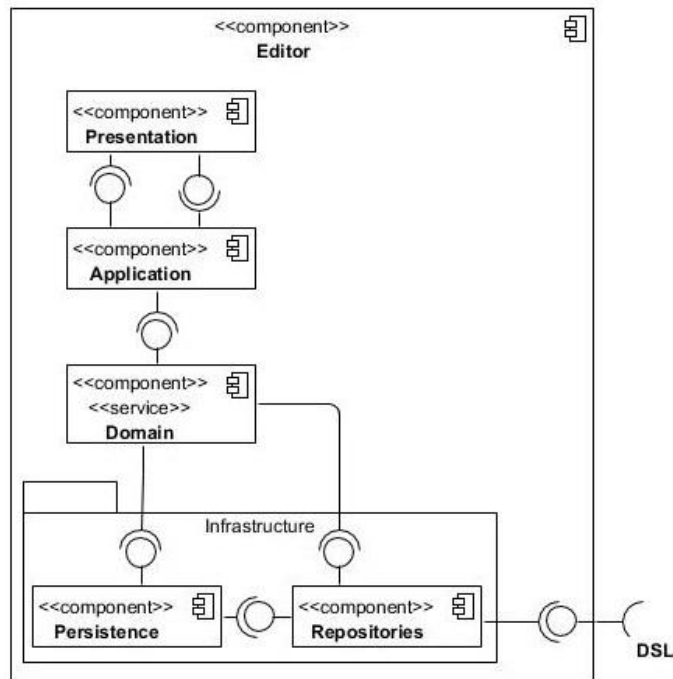 <<component>>
Editor
<<component>>
Presentation
<<component>>
Application
<<component>>
<<service>>
Domain
Infrastructure
<<component>>
Persistence
<<component>>
Repositories
DSL